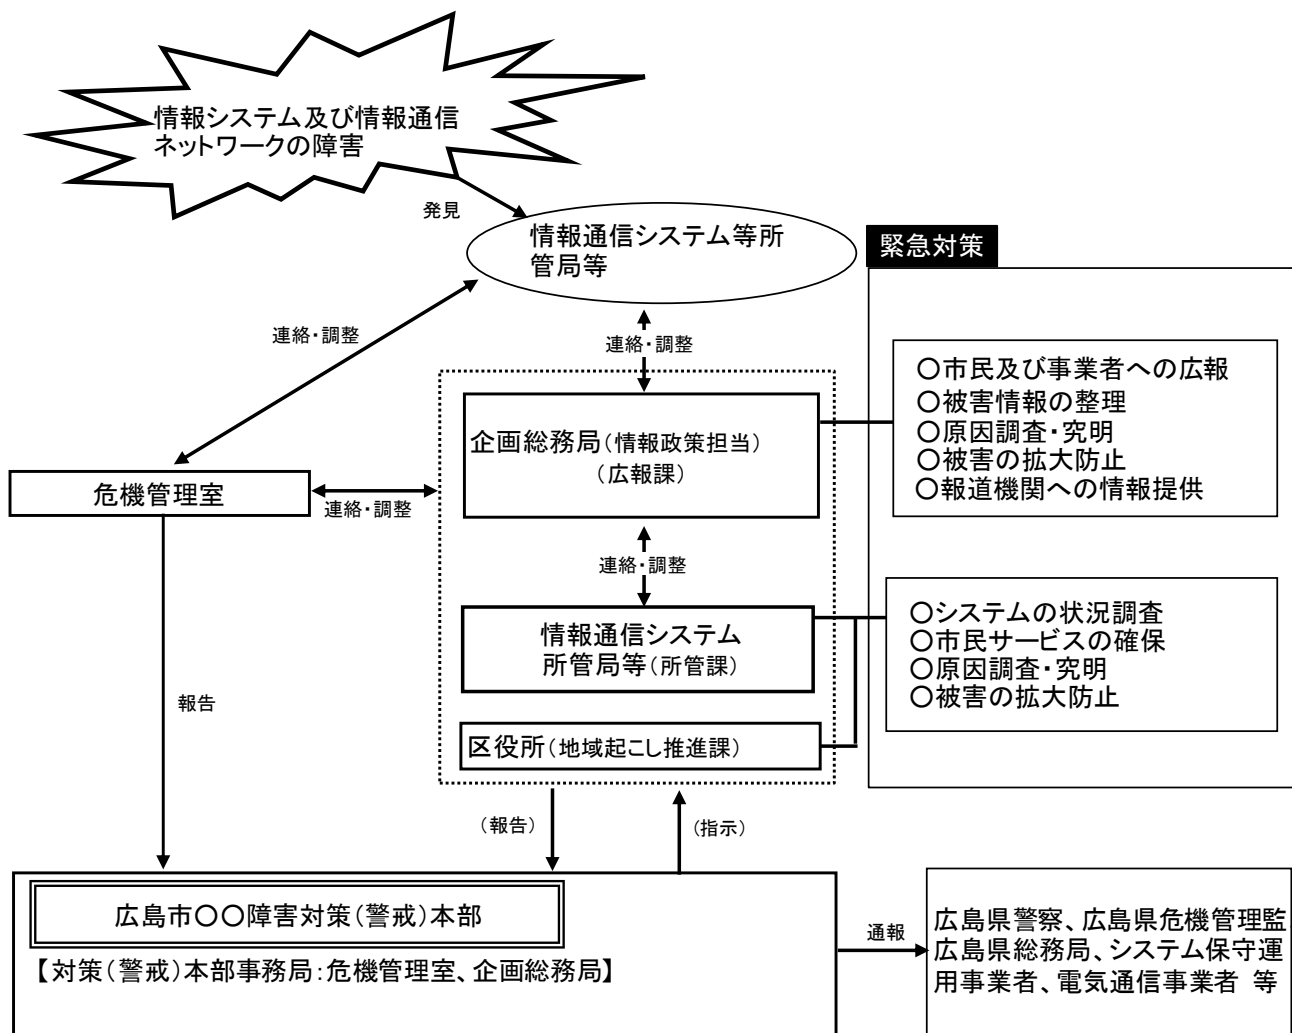 情報システム及び情報通信
ネットワークの障害
発見
情報通信システム等所
管局等
緊急対策
連絡・調整
連絡・調整
〇市民及び事業者への広報
〇被害情報の整理
〇原因調査・究明
〇被害の拡大防止
〇報道機関への情報提供
企画総務局(情報政策担当)
(広報課)
危機管理室
連絡・調整
連絡・調整
情報通信システム
所管局等(所管課)
〇システムの状況調査
〇市民サービスの確保
〇原因調査・究明
〇被害の拡大防止
報告
区役所(地域起こし推進課)
(報告)
(指示)
広島市〇〇障害対策(警戒)本部
【対策(警戒)本部事務局:危機管理室、企画総務局】
通報
広島県警察、広島県危機管理監
広島県総務局、システム保守運
用事業者、電気通信事業者 等